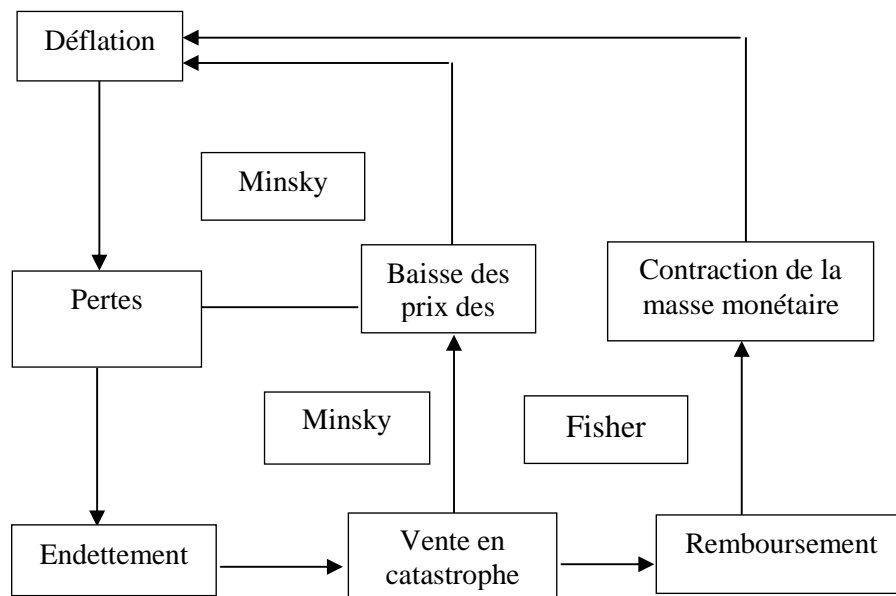 Déflation
Minsky
Baisse des
prix des
Contraction de la
masse monétaire
Pertes
Minsky
Fisher
Endettement
Vente en
catastrophe
Remboursement